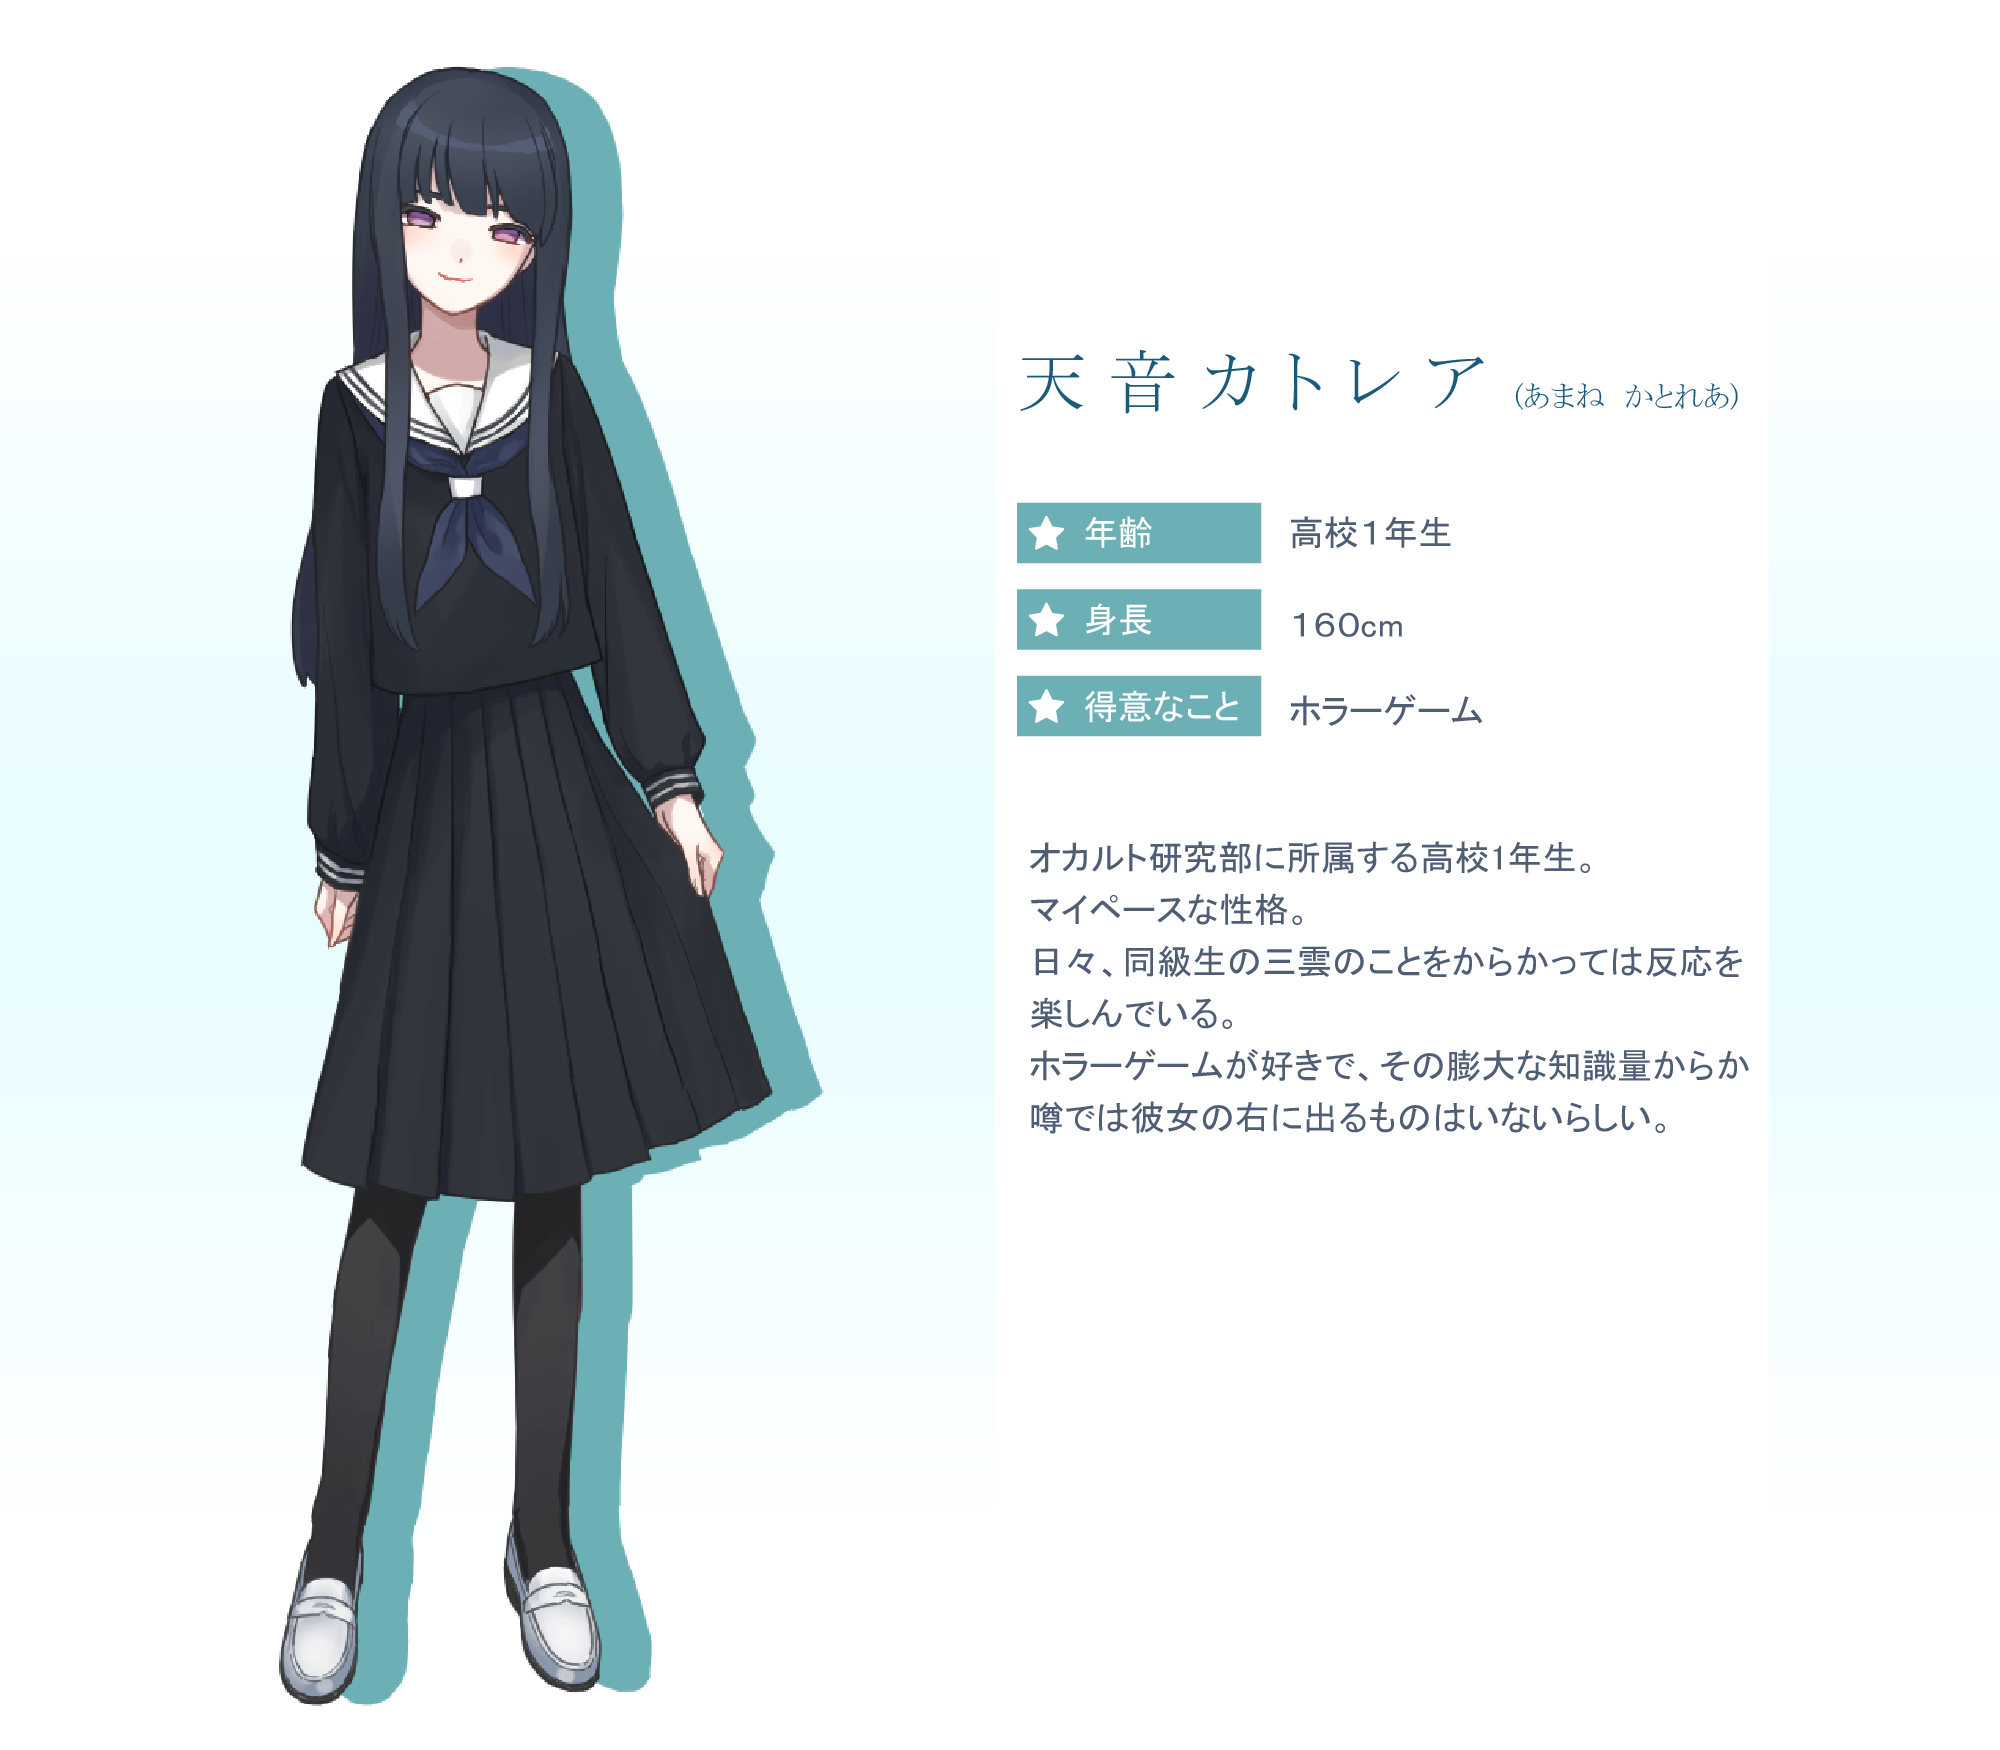 天音カトレア (あまね　かとれあ)
★ 年齢 高校１年生
★ 身長 160cm
★ 得意なこと ホラーゲーム
オカルト研究部に所属する高校1年生。
マイペースな性格。
日々、同級生の三雲のことをからかっては反応を
楽しんでいる。
ホラーゲームが好きで、その膨大な知識量からか
噂では彼女の右に出るものはいないらしい。